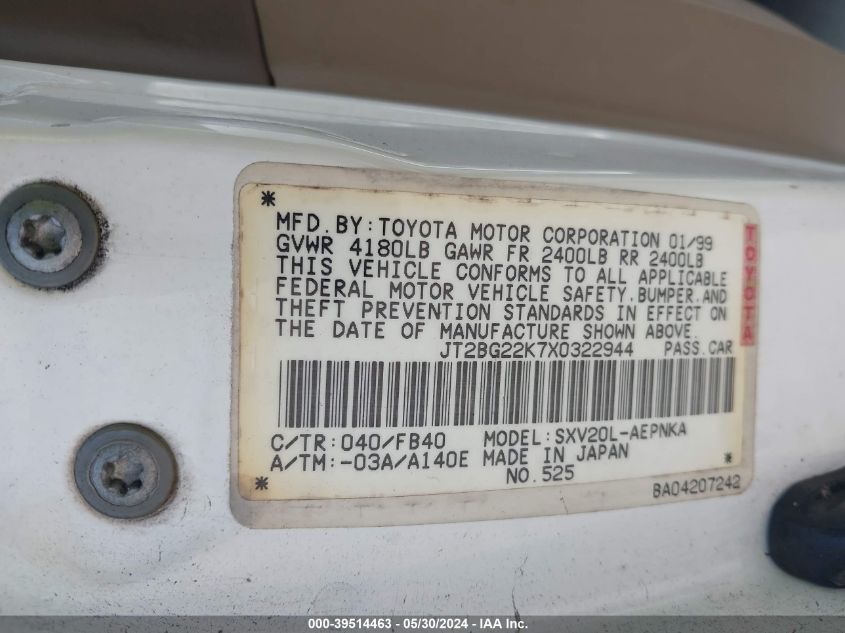 *
MFD.BY:TOYOTA MOTOR CORPORATION 01/99
GVWR 4180LB GAWR FR 2400LB RR 2400LB
THIS VEHICLE CONFORMS TO ALL APPLICABLE
FEDERAL MOTOR VEHICLE SAFETY,BUMPER,AND
THEFT PREVENTION STANDARDS IN EFFECT ON
THE DATE OF MANUFACTURE SHOWN ABOVE.
JT2BG22K7X0322944 PASS.CAR
TOYOTA
C/TR:040/FB40 MODEL:SXV20L-AEPNKA
A/TM:-03A/A140E MADE IN JAPAN
NO.525
* BA04207242 *
000-39514463 - 05/30/2024 - IAA Inc.